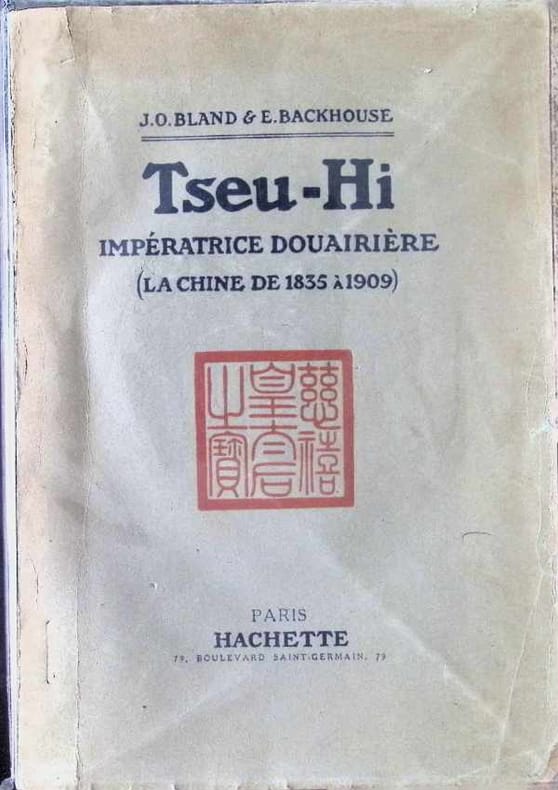 J.O. BLAND & E. BACKHOUSE
Tseu-Hi
IMPÉRATRICE DOUAIRIÈRE
(LA CHINE DE 1835 À 1909)
慈禧
皇后
之寶
PARIS
HACHETTE
79, BOULEVARD SAINT-GERMAIN, 79